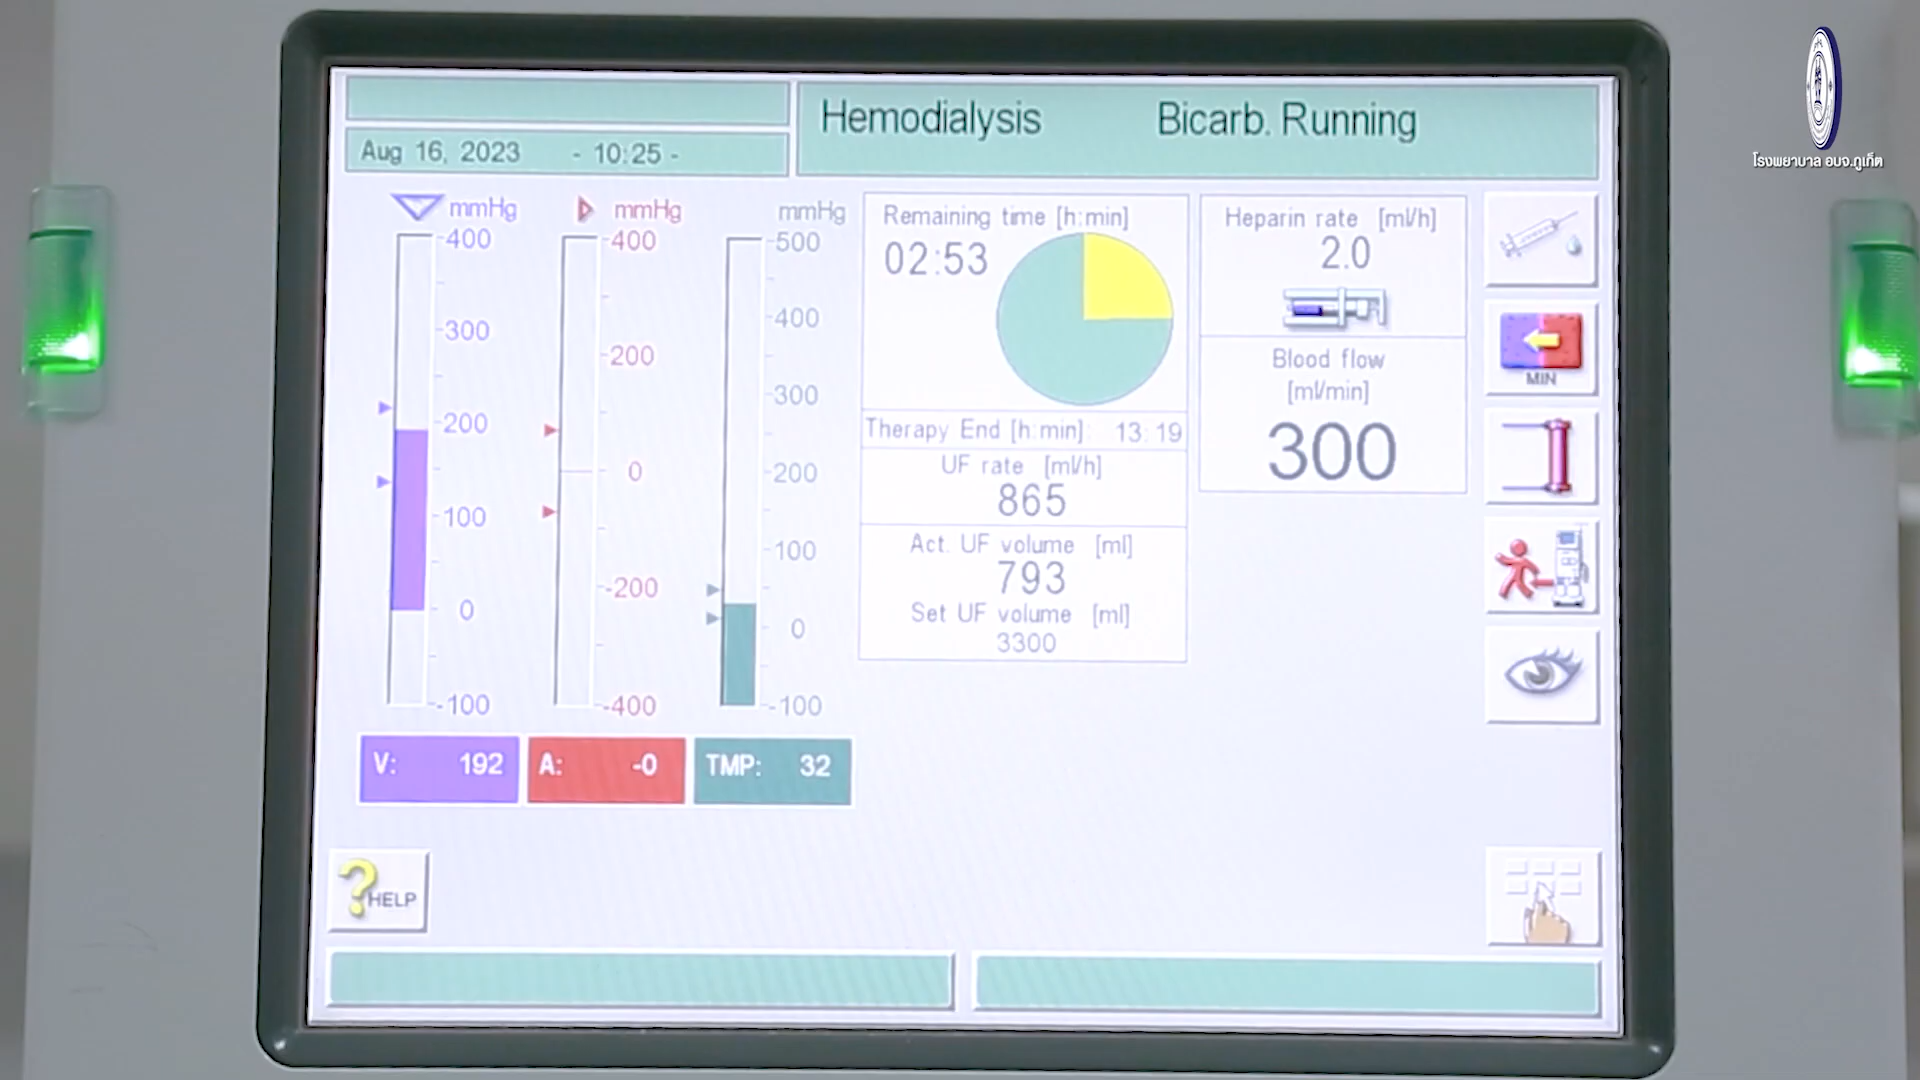 Hemodialysis Bicarb. Running
Aug 16, 2023 - 10:25 -
โรงพยาบาล อบจ.ภูเก็ต
mmHg
400
300
200
100
0
-100
mmHg
400
200
0
-200
-400
mmHg
500
400
300
200
100
0
-100
V: 192
A: -0
TMP: 32
Remaining time [h:min]
02:53
Therapy End [h:min]: 13:19
UF rate [ml/h]
865
Act. UF volume [ml]
793
Set UF volume [ml]
3300
Heparin rate [ml/h]
2.0
Blood flow
[ml/min]
300
MIN
HELP